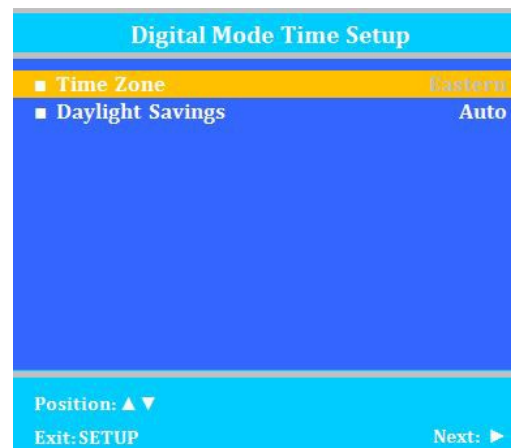 Digital Mode Time Setup
■ Time Zone Eastern
■ Daylight Savings Auto
Position: ▲ ▼
Exit: SETUP Next: ►